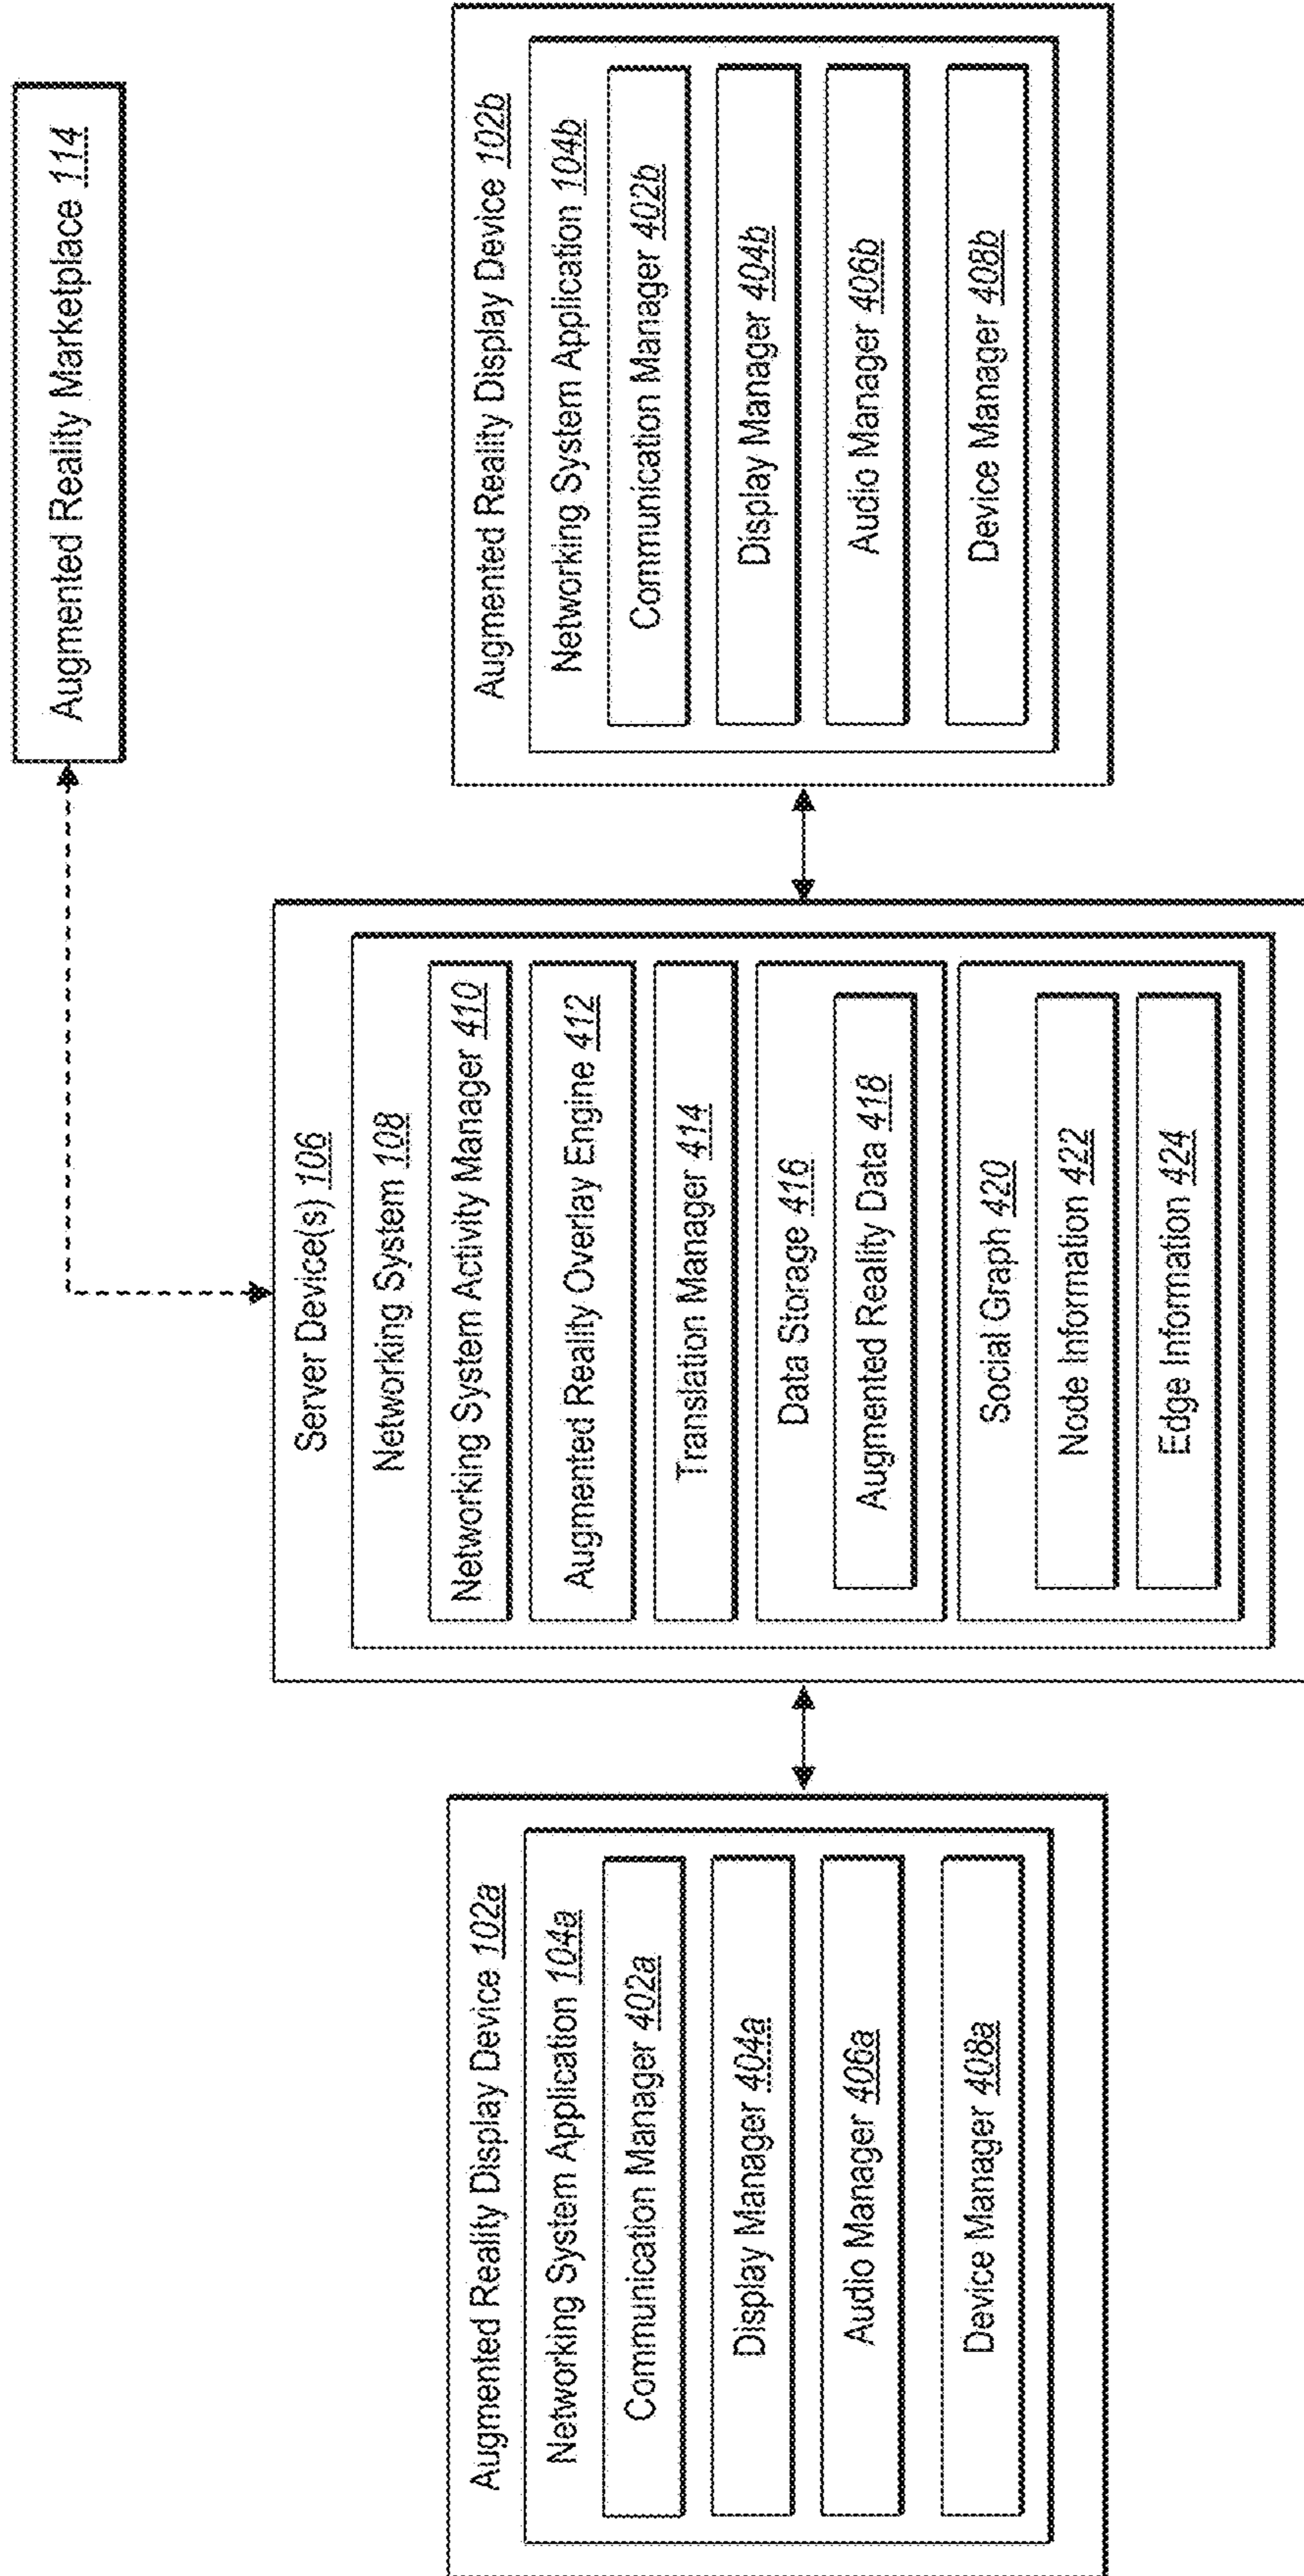 Augmented Reality Marketplace 114
Augmented Reality Display Device 102a
Networking System Application 104a
Communication Manager 402a
Display Manager 404a
Audio Manager 406a
Device Manager 408a
Server Device(s) 106
Networking System 108
Networking System Activity Manager 410
Augmented Reality Overlay Engine 412
Translation Manager 414
Data Storage 416
Augmented Reality Data 418
Social Graph 420
Node Information 422
Edge Information 424
Augmented Reality Display Device 102b
Networking System Application 104b
Communication Manager 402b
Display Manager 404b
Audio Manager 406b
Device Manager 408b